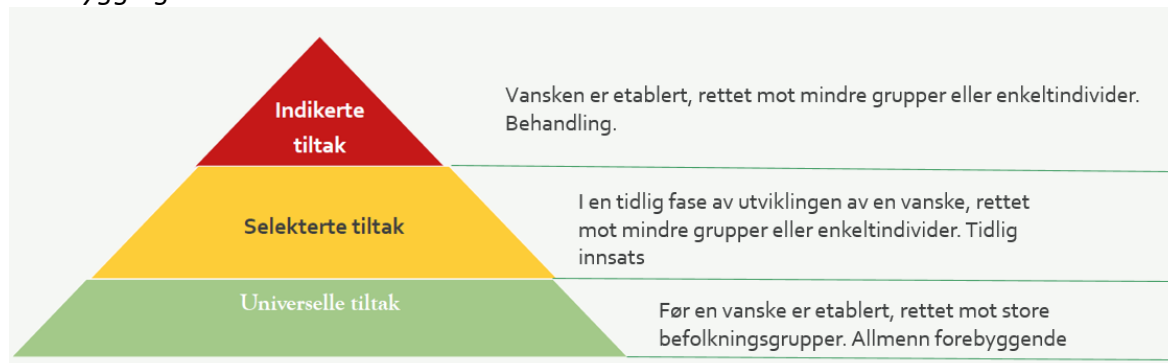 Indikerte
tiltak
Vansken er etablert, rettet mot mindre grupper eller enkeltindivider.
Behandling.
Selekterte tiltak
I en tidlig fase av utviklingen av en vanske, rettet
mot mindre grupper eller enkeltindivider. Tidlig
innsats
Universelle tiltak
Før en vanske er etablert, rettet mot store
befolkningsgrupper. Allmenn forebyggende